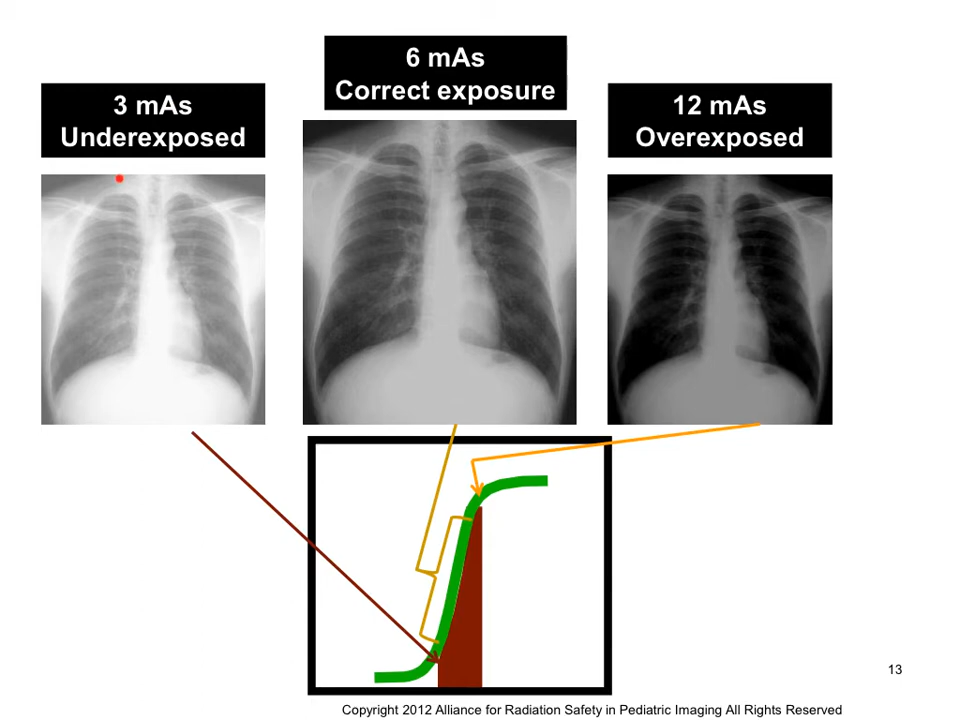 3 mAs
Underexposed
6 mAs
Correct exposure
12 mAs
Overexposed
13
Copyright 2012 Alliance for Radiation Safety in Pediatric Imaging All Rights Reserved